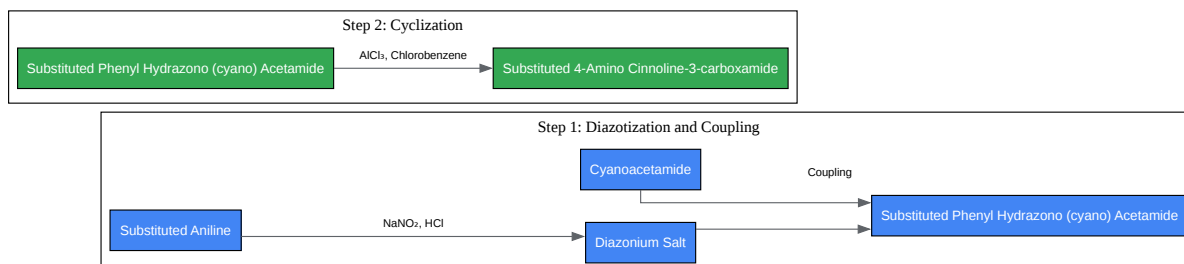 Step 2: Cyclization
AlCl₃, Chlorobenzene
Substituted Phenyl Hydrazono (cyano) Acetamide
Substituted 4-Amino Cinnoline-3-carboxamide
Step 1: Diazotization and Coupling
Cyanoacetamide
Coupling
Substituted Phenyl Hydrazono (cyano) Acetamide
NaNO₂, HCl
Substituted Aniline
Diazonium Salt